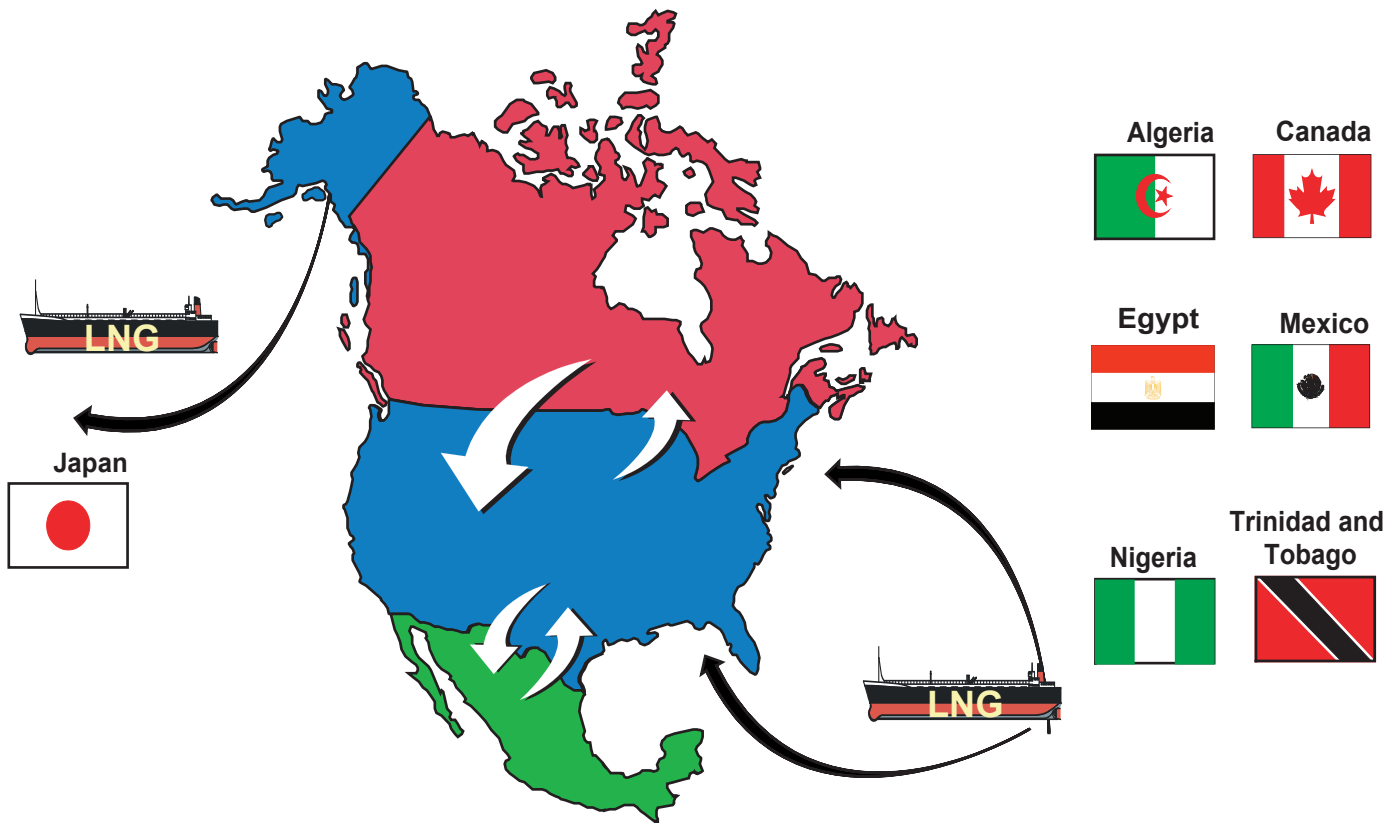 Algeria
Canada
LNG
Egypt
Mexico
Japan
Trinidad and
Tobago
Nigeria
LNG